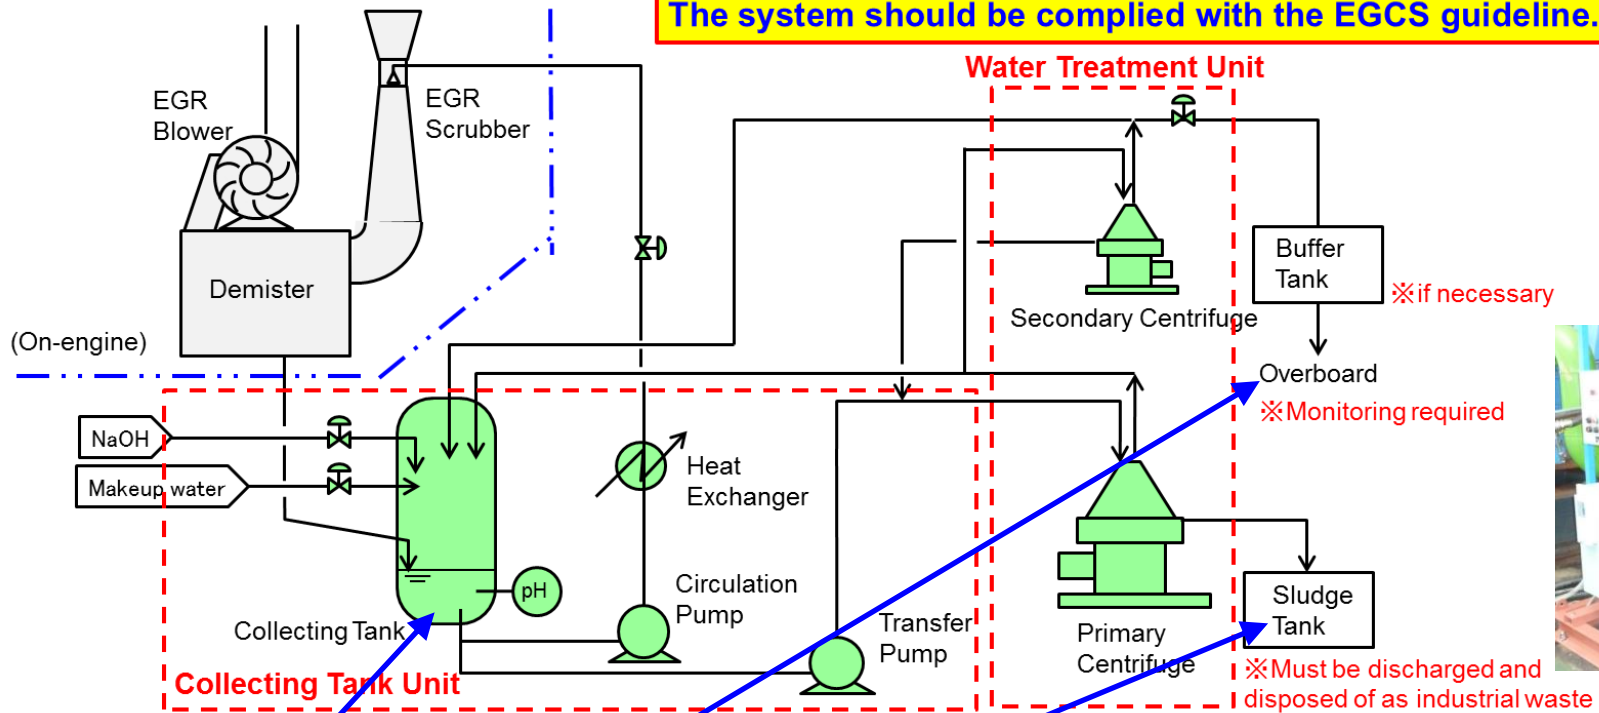 The system should be complied with the EGCS guideline.
Water Treatment Unit
EGR
Blower
EGR
Scrubber
Demister
(On-engine)
Buffer
Tank
※if necessary
Secondary Centrifuge
Overboard
※Monitoring required
NaOH
Makeup water
Heat
Exchanger
pH
Circulation
Pump
Collecting Tank
Transfer
Pump
Primary
Centrifuge
Sludge
Tank
Collecting Tank Unit
※Must be discharged and
disposed of as industrial waste